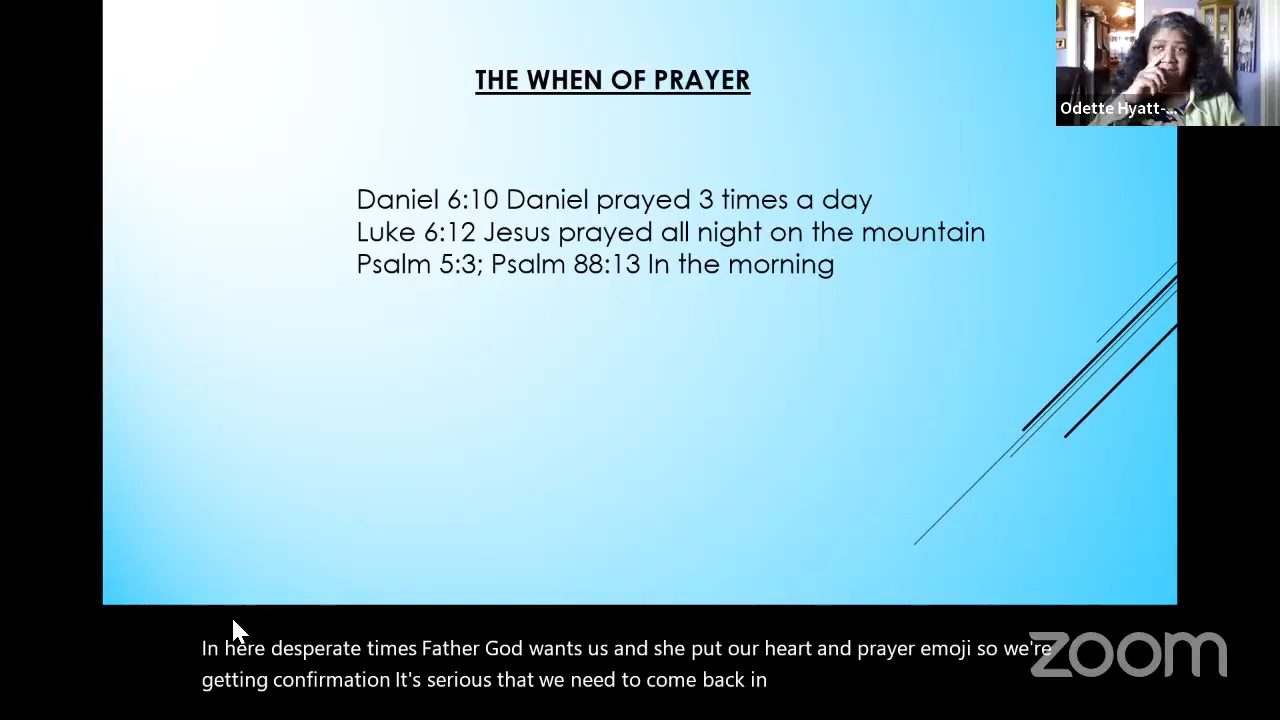 THE WHEN OF PRAYER
Odette Hyatt-...
Daniel 6:10 Daniel prayed 3 times a day
Luke 6:12 Jesus prayed all night on the mountain
Psalm 5:3; Psalm 88:13 In the morning
In here desperate times Father God wants us and she put our heart and prayer emoji so we're
getting confirmation It's serious that we need to come back in
zoom